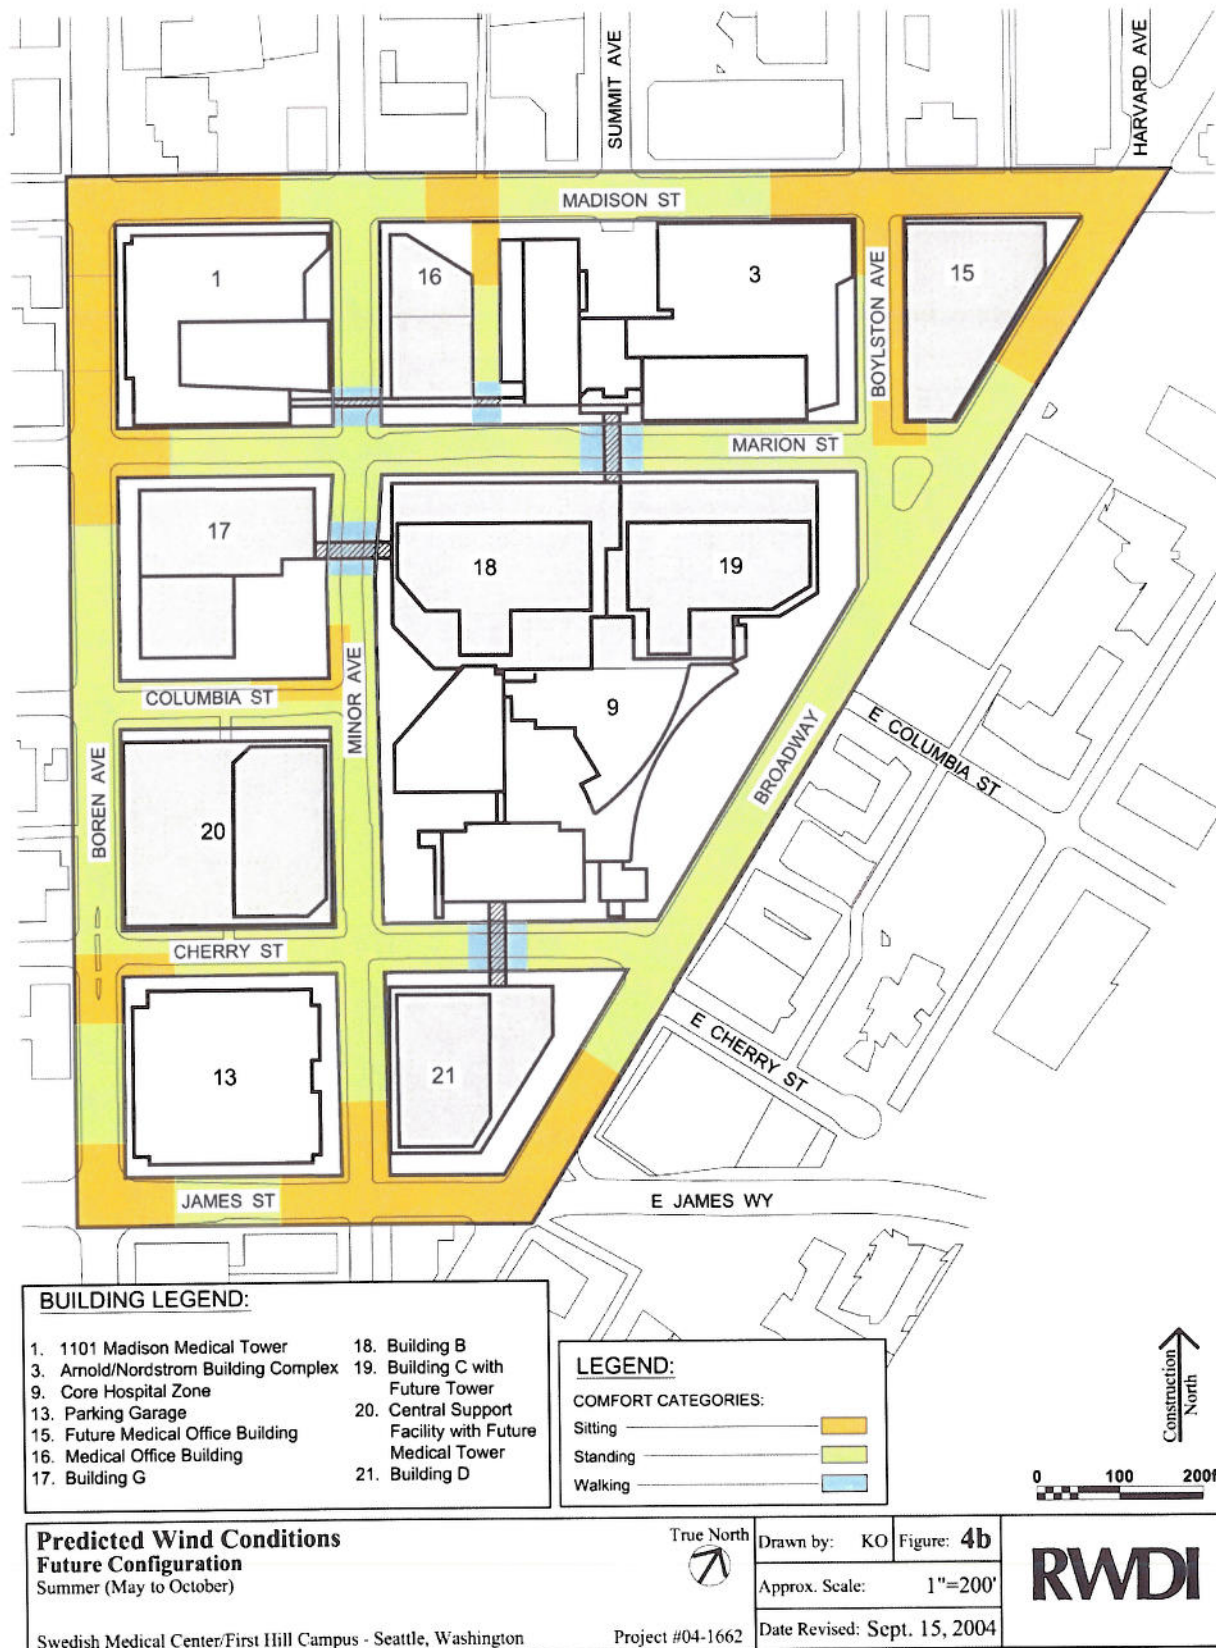 SUMMIT AVE
HARVARD AVE
MADISON ST
1
16
3
BOYLSTON AVE
15
MARION ST
17
18
19
COLUMBIA ST
MINOR AVE
9
BROADWAY
E COLUMBIA ST
BOREN AVE
20
CHERRY ST
E CHERRY ST
13
21
JAMES ST
E JAMES WY
BUILDING LEGEND:
1. 1101 Madison Medical Tower
3. Arnold/Nordstrom Building Complex
9. Core Hospital Zone
13. Parking Garage
15. Future Medical Office Building
16. Medical Office Building
17. Building G
18. Building B
19. Building C with
Future Tower
20. Central Support
Facility with Future
Medical Tower
21. Building D
LEGEND:
COMFORT CATEGORIES:
Sitting
Standing
Walking
Construction
North
0 100 200ft
Predicted Wind Conditions
Future Configuration
Summer (May to October)
Swedish Medical Center/First Hill Campus - Seattle, Washington
True North
Project #04-1662
Drawn by: KO
Figure: 4b
Approx. Scale: 1"=200'
Date Revised: Sept. 15, 2004
RWDI